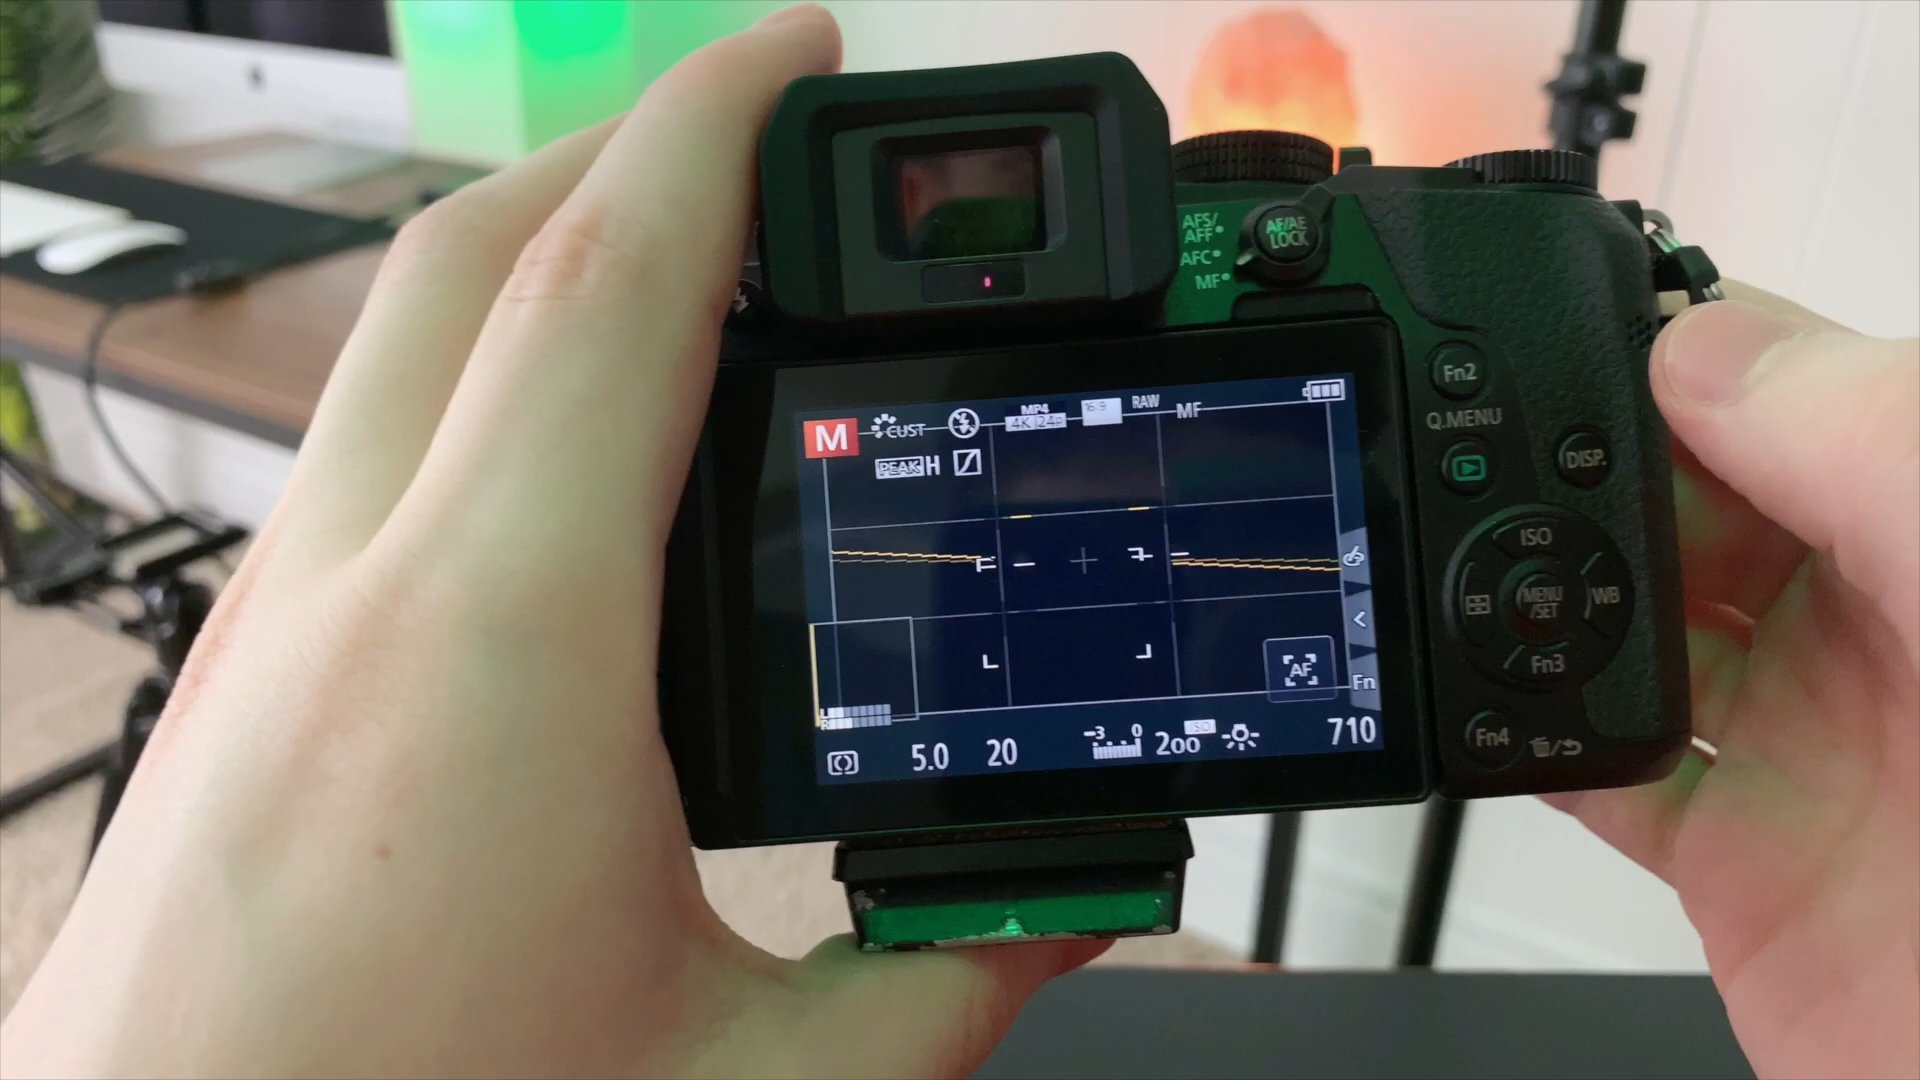 AFS/
AFF
AF/AE
LOCK
AFC
MF
Fn2
Q.MENU
DISP.
ISO
MENU
/SET
WB
Fn3
Fn4
M
CUST
MP4
4K 24P
16:9
RAW
MF
PEAK H
AF
Fn
L
R
5.0
20
-3 0
200
ISO
710